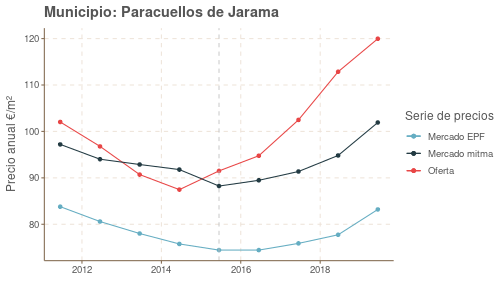 Municipio: Paracuellos de Jarama
Precio anual €/m²
120
110
100
90
80
2012
2014
2016
2018
Serie de precios
Mercado EPF
Mercado mitma
Oferta